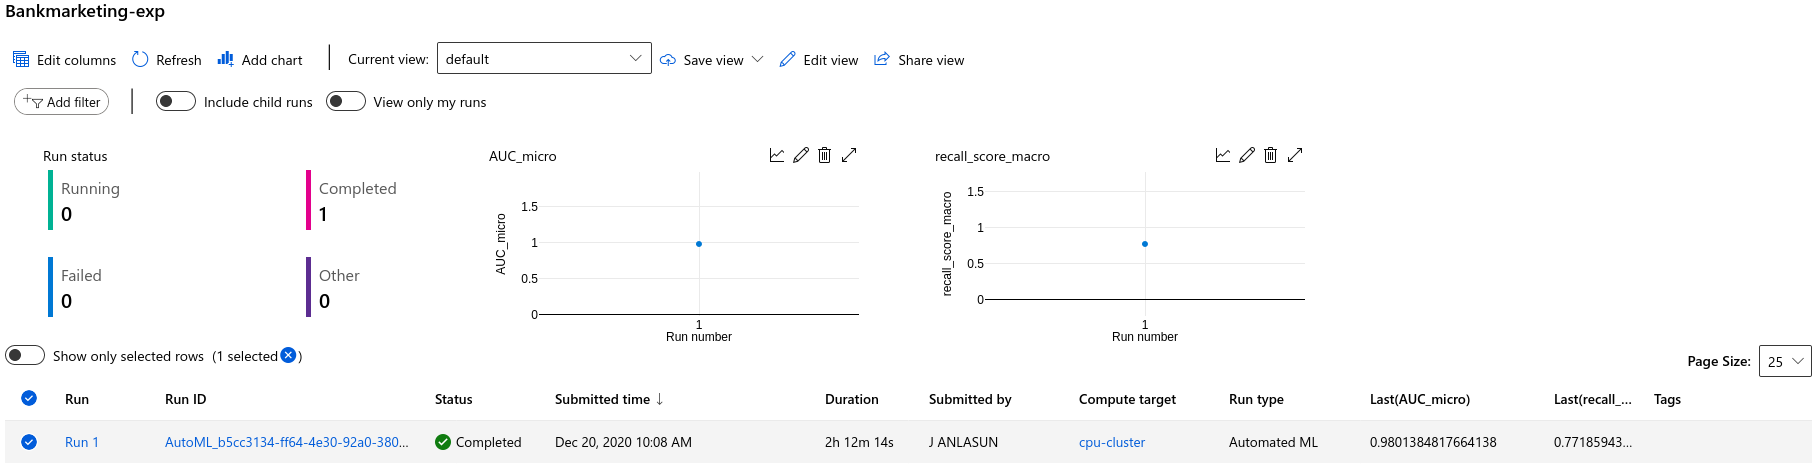 Bankmarketing-exp
Edit columns Refresh Add chart Current view: default Save view Edit view Share view
Add filter Include child runs View only my runs
Run status
Running
0
Completed
1
Failed
0
Other
0
AUC_micro
1.5
1
0.5
0
AUC_micro
1
Run number
recall_score_macro
1.5
1
0.5
0
recall_score_macro
1
Run number
Show only selected rows (1 selected )
Page Size: 25
Run Run ID Status Submitted time ↓ Duration Submitted by Compute target Run type Last(AUC_micro) Last(recall_... Tags
Run 1 AutoML_b5cc3134-ff64-4e30-92a0-380... Completed Dec 20, 2020 10:08 AM 2h 12m 14s J ANLASUN cpu-cluster Automated ML 0.9801384817664138 0.77185943...